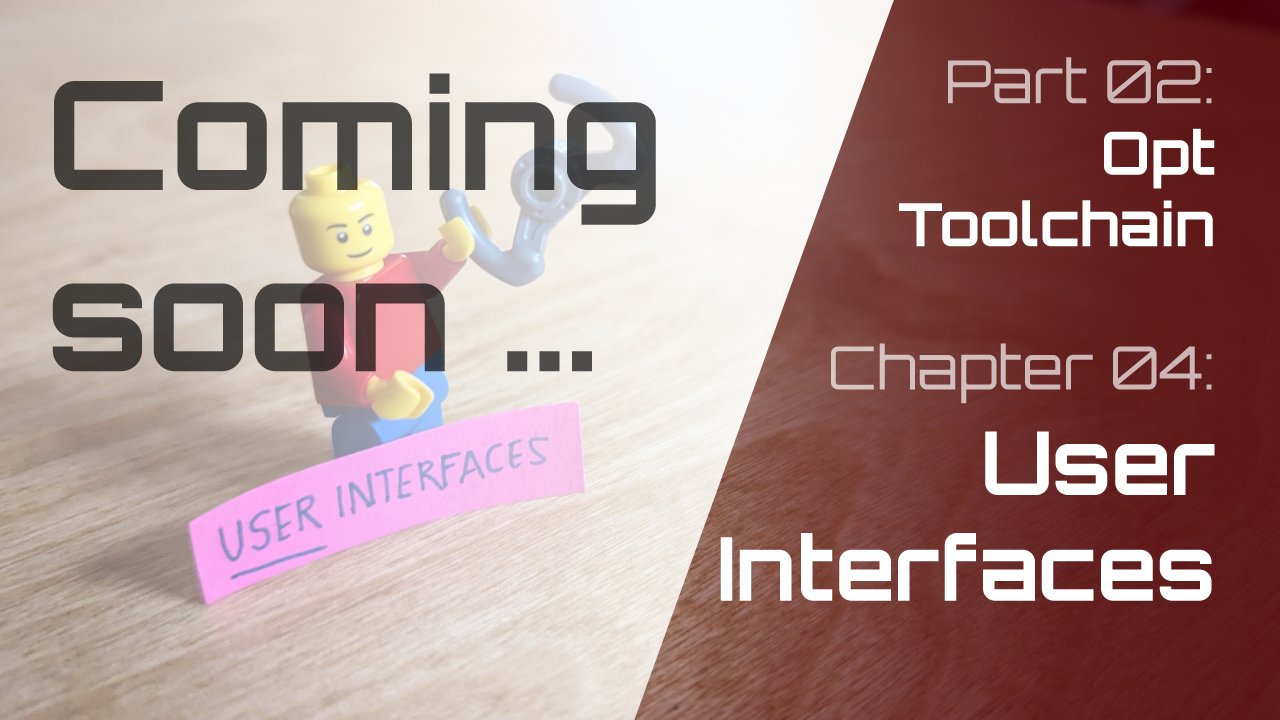 Coming
soon ...
USER INTERFACES
Part 02:
Opt
Toolchain
Chapter 04:
User
Interfaces